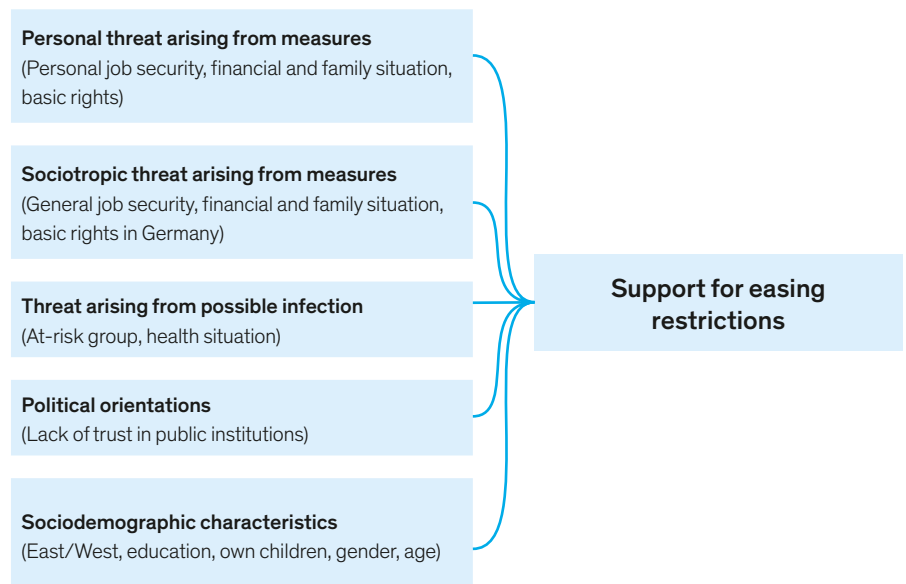 Personal threat arising from measures
(Personal job security, financial and family situation,
basic rights)
Sociotropic threat arising from measures
(General job security, financial and family situation,
basic rights in Germany)
Threat arising from possible infection
(At-risk group, health situation)
Political orientations
(Lack of trust in public institutions)
Sociodemographic characteristics
(East/West, education, own children, gender, age)
Support for easing
restrictions